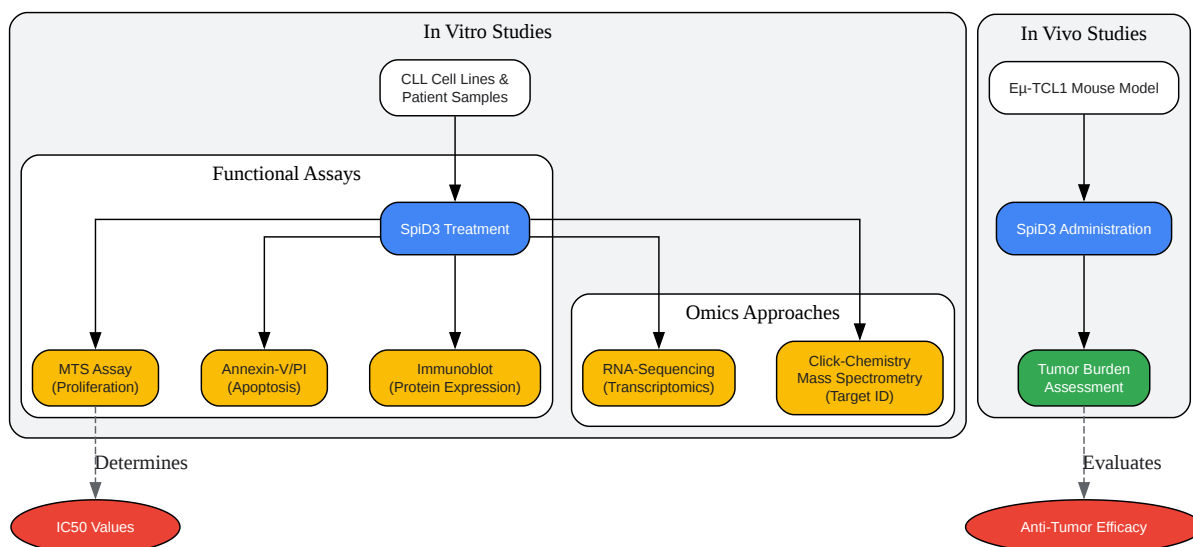 In Vitro Studies
In Vivo Studies
CLL Cell Lines &
Patient Samples
Eµ-TCL1 Mouse Model
Functional Assays
SpiD3 Treatment
SpiD3 Administration
Omics Approaches
MTS Assay
(Proliferation)
Annexin-V/PI
(Apoptosis)
Immunoblot
(Protein Expression)
RNA-Sequencing
(Transcriptomics)
Click-Chemistry
Mass Spectrometry
(Target ID)
Tumor Burden
Assessment
Determines
Evaluates
IC50 Values
Anti-Tumor Efficacy